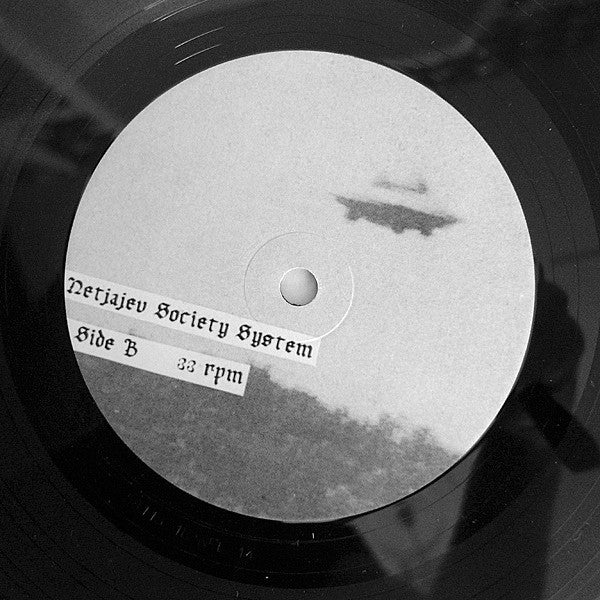 Netjajev Society System
Side B 33 rpm